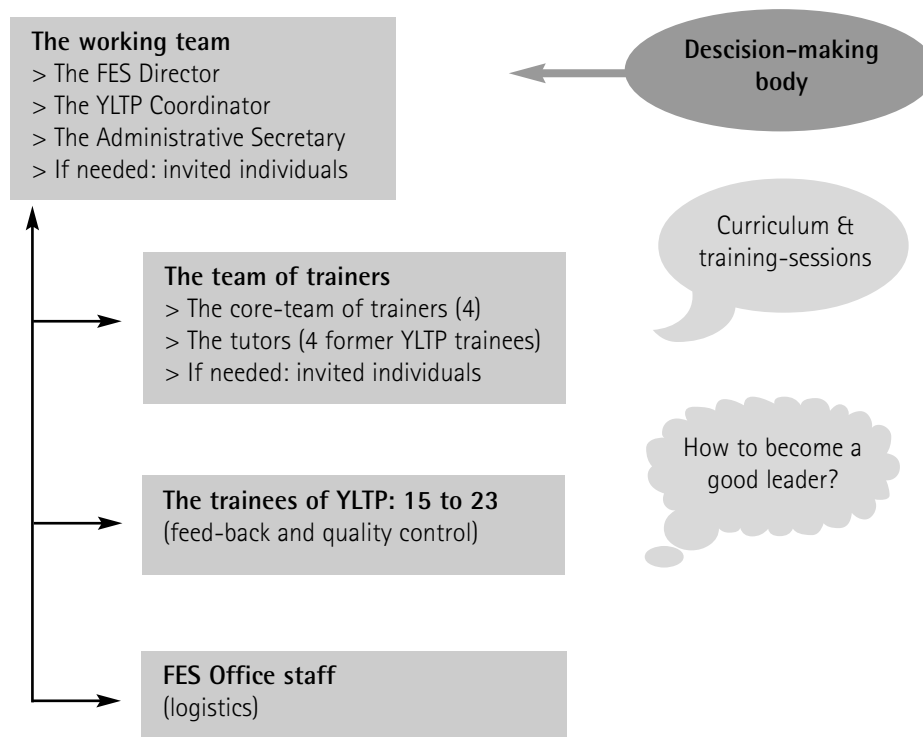 The working team
> The FES Director
> The YLTP Coordinator
> The Administrative Secretary
> If needed: invited individuals
Descision-making
body
Curriculum &
training-sessions
The team of trainers
> The core-team of trainers (4)
> The tutors (4 former YLTP trainees)
> If needed: invited individuals
How to become a
good leader?
The trainees of YLTP: 15 to 23
(feed-back and quality control)
FES Office staff
(logistics)